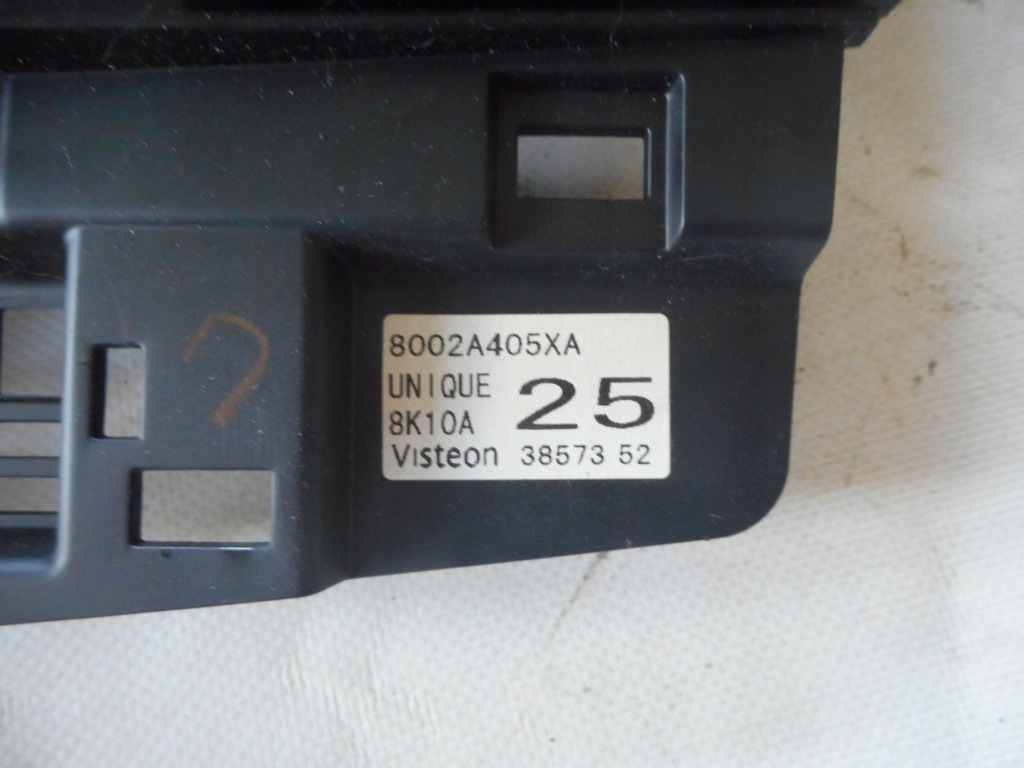 8002A405XA
UNIQUE 25
8K10A
Visteon 38573 52